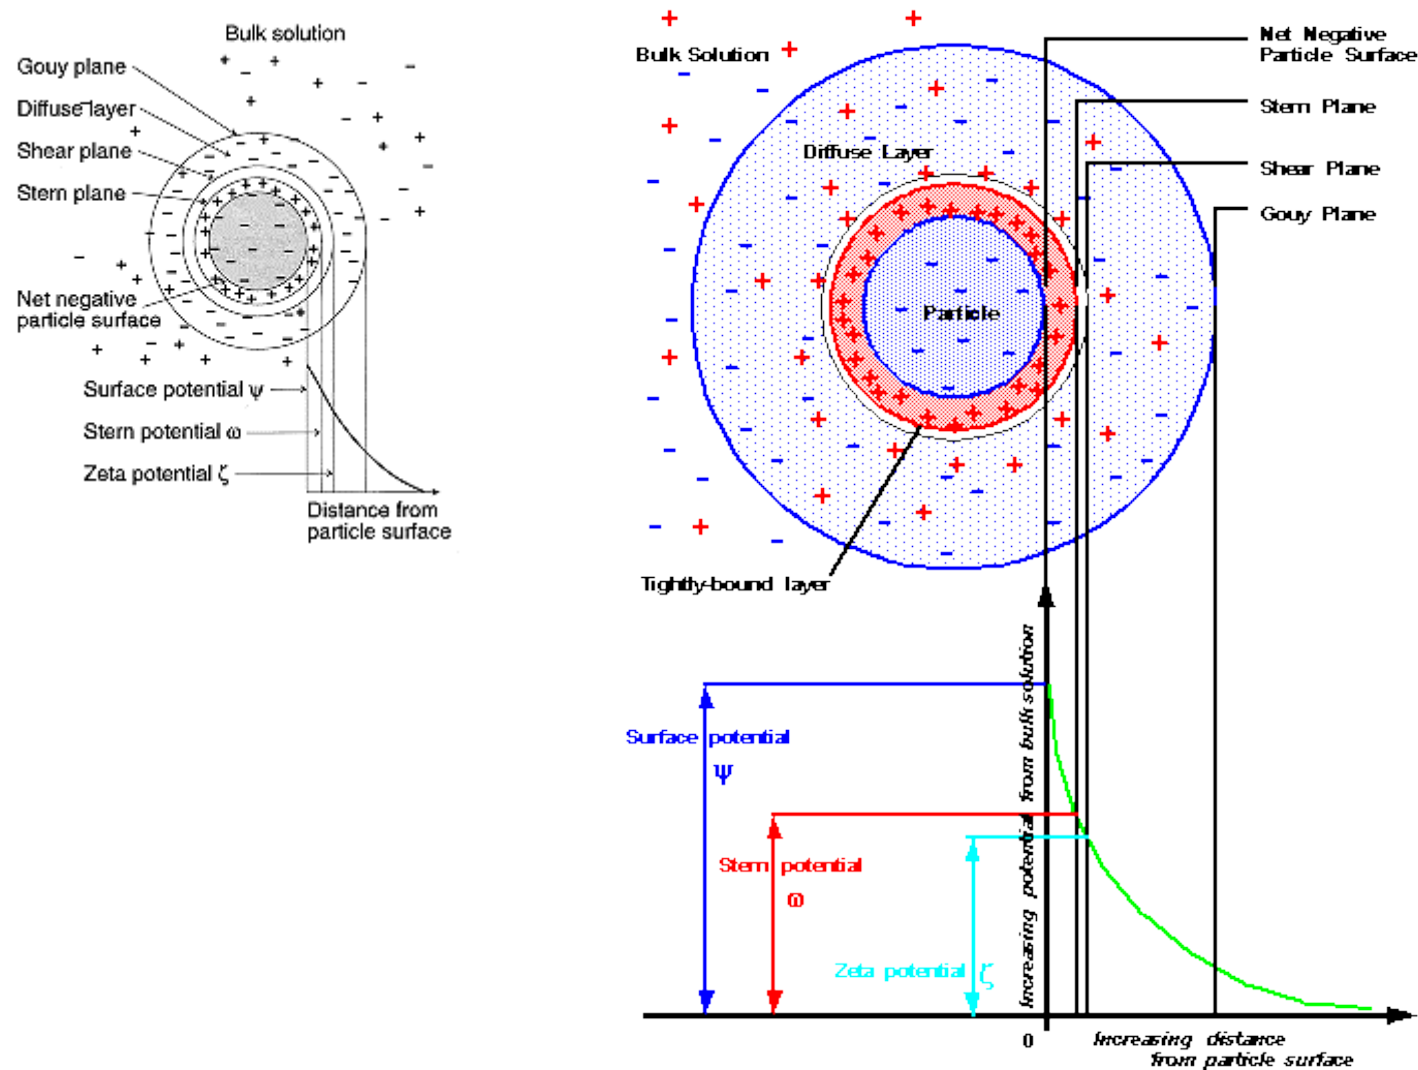 Bulk solution
Gouy plane
Diffuse layer
Shear plane
Stern plane
Net negative
particle surface
Surface potential ψ
Stern potential ω
Zeta potential ζ
Distance from
particle surface
Bulk Solution
Diffuse Layer
Particle
Tightly-bound layer
Net Negative
Particle Surface
Stern Plane
Shear Plane
Gouy Plane
Surface potential
Ψ
Stern potential
ω
Zeta potential ζ
Increasing potential from bulk solution
0
Increasing distance
from particle surface